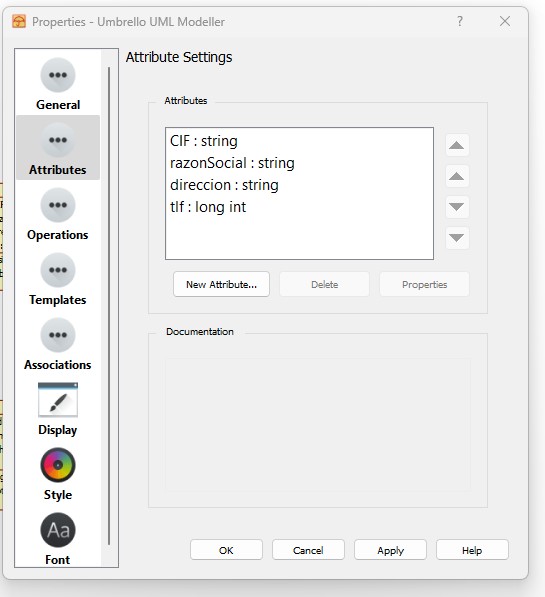 Properties - Umbrello UML Modeller
?
General
Attributes
Operations
Templates
Associations
Display
Style
Aa
Font
Attribute Settings
Attributes
CIF : string
razonSocial : string
direccion : string
tlf : long int
New Attribute...
Delete
Properties
Documentation
OK
Cancel
Apply
Help